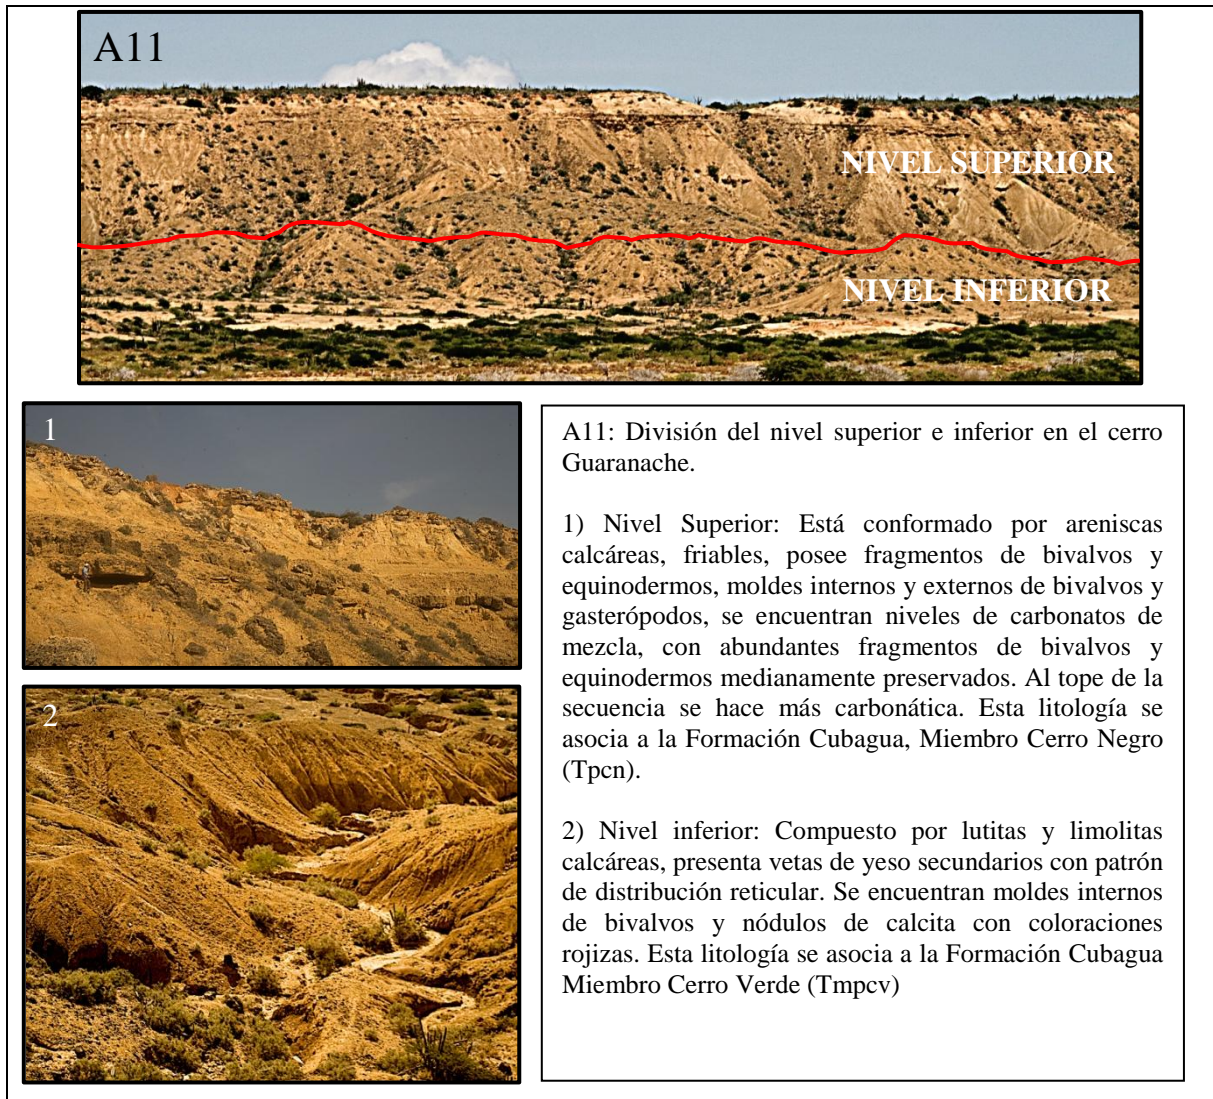 A11
NIVEL SUPERIOR
NIVEL INFERIOR
1
2
A11: División del nivel superior e inferior en el cerro
Guaranache.
1) Nivel Superior: Está conformado por areniscas
calcáreas, friables, posee fragmentos de bivalvos y
equinodermos, moldes internos y externos de bivalvos y
gasterópodos, se encuentran niveles de carbonatos de
mezcla, con abundantes fragmentos de bivalvos y
equinodermos medianamente preservados. Al tope de la
secuencia se hace más carbonática. Esta litología se
asocia a la Formación Cubagua, Miembro Cerro Negro
(Tpcn).
2) Nivel inferior: Compuesto por lutitas y limolitas
calcáreas, presenta vetas de yeso secundarios con patrón
de distribución reticular. Se encuentran moldes internos
de bivalvos y nódulos de calcita con coloraciones
rojizas. Esta litología se asocia a la Formación Cubagua
Miembro Cerro Verde (Tmpcv)